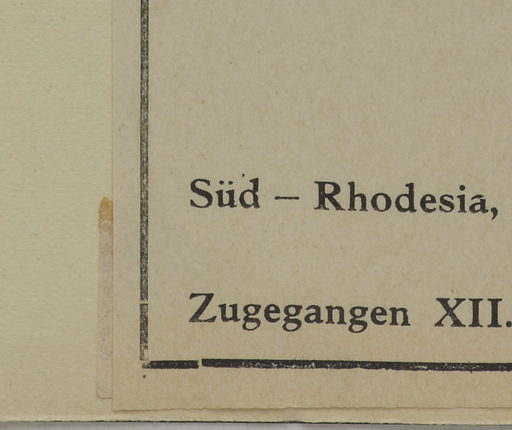 Süd – Rhodesia,
Zugegangen XII.